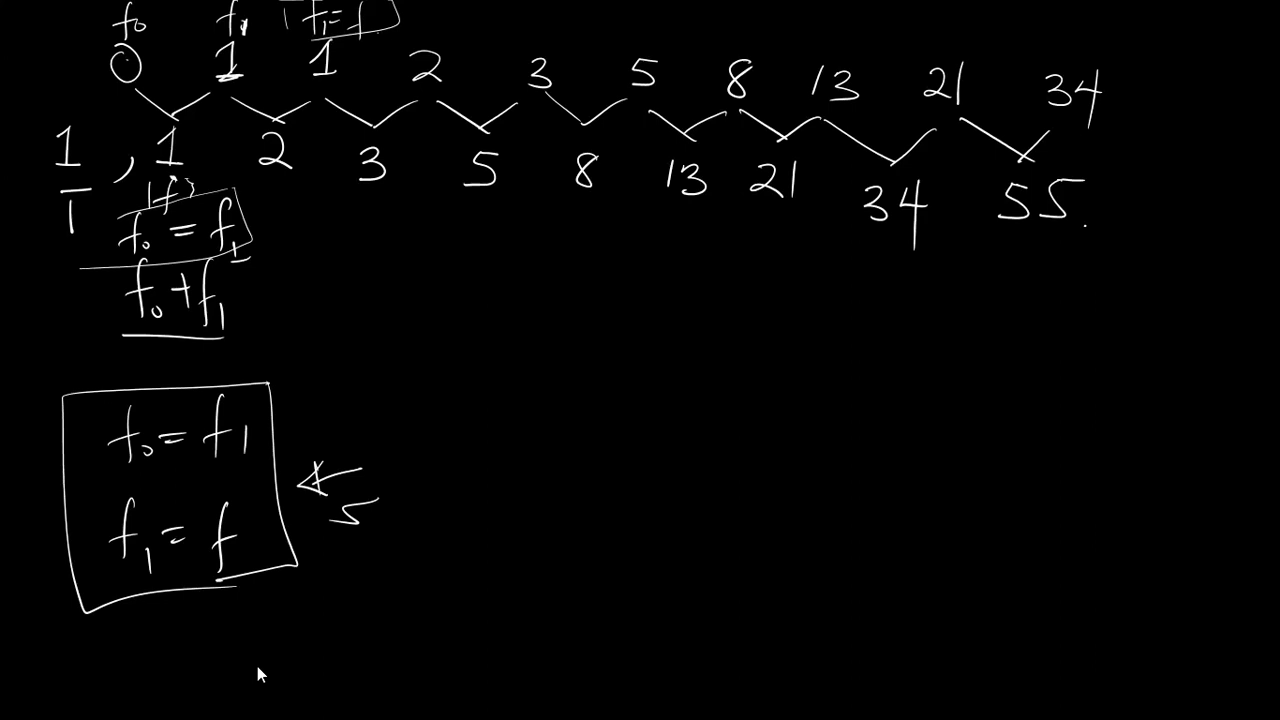 f₀ f₁ f₁ = f
0 1 1 2 3 5 8 13 21 34
1 , 1 2 3 5 8 13 21 34 55.
1 f
f₀ = f₁
f₀ + f₁
f₀ = f1
f₁ = f
5